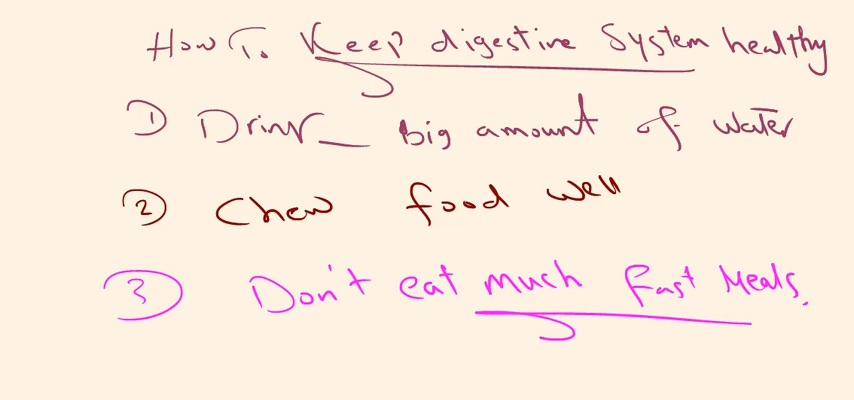 How To Keep digestive System healthy
① Drink big amount of water
② Chew food well
③ Don't eat much fast Meals.